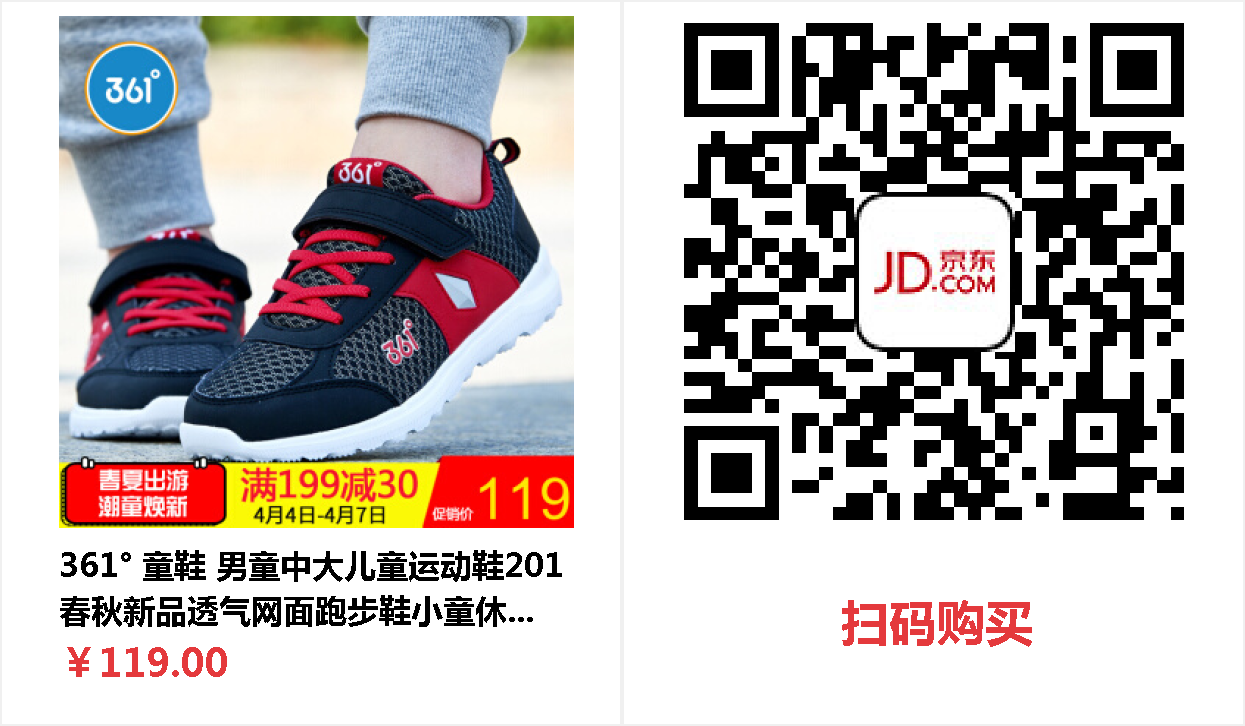 361°
361°
361°
春夏出游
潮童焕新
满199减30
4月4日-4月7日
促销价 119
361° 童鞋 男童中大儿童运动鞋201
春秋新品透气网面跑步鞋小童休...
￥119.00
JD.京东
.COM
扫码购买